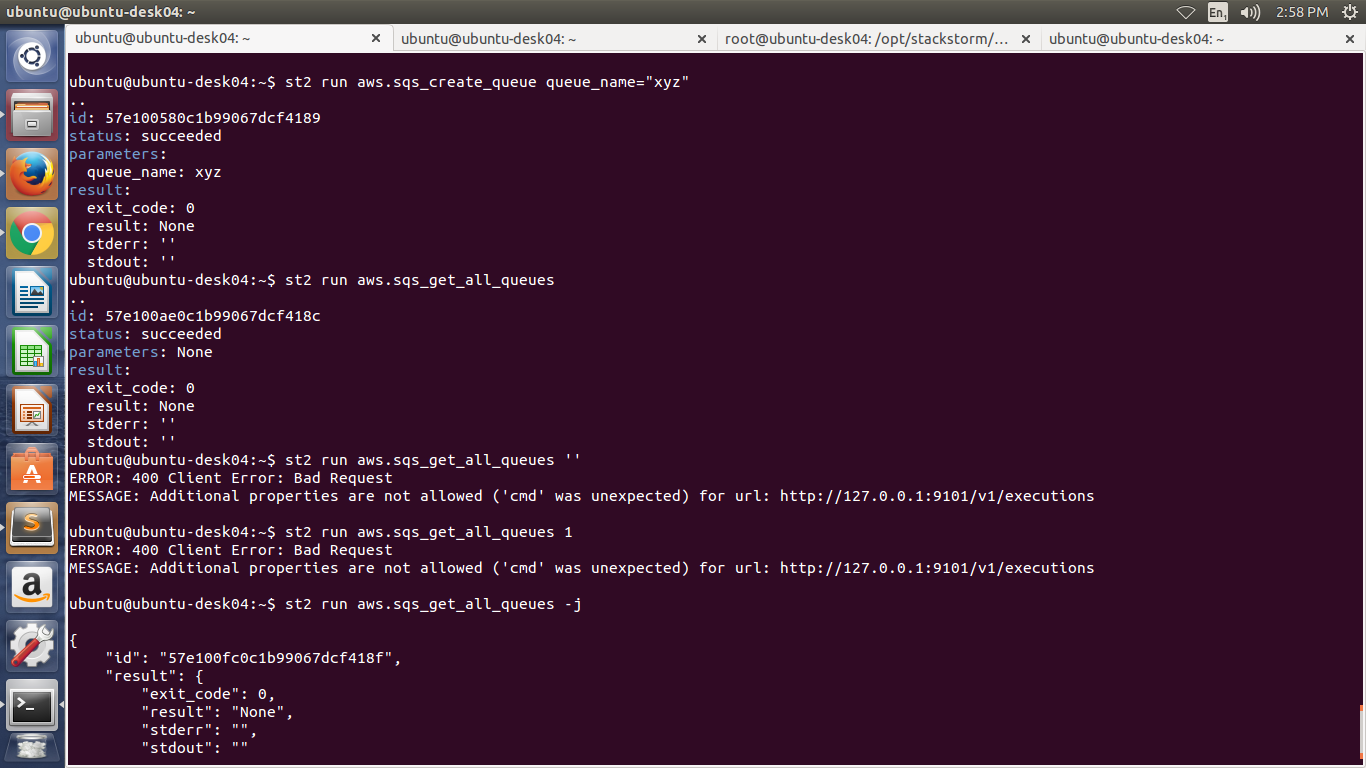 ubuntu@ubuntu-desk04: ~
En1
2:58 PM
ubuntu@ubuntu-desk04: ~
ubuntu@ubuntu-desk04: ~
root@ubuntu-desk04: /opt/stackstorm/...
ubuntu@ubuntu-desk04: ~
ubuntu@ubuntu-desk04:~$ st2 run aws.sqs_create_queue queue_name="xyz"
..
id: 57e100580c1b99067dcf4189
status: succeeded
parameters:
  queue_name: xyz
result:
  exit_code: 0
  result: None
  stderr: ''
  stdout: ''
ubuntu@ubuntu-desk04:~$ st2 run aws.sqs_get_all_queues
..
id: 57e100ae0c1b99067dcf418c
status: succeeded
parameters: None
result:
  exit_code: 0
  result: None
  stderr: ''
  stdout: ''
ubuntu@ubuntu-desk04:~$ st2 run aws.sqs_get_all_queues ''
ERROR: 400 Client Error: Bad Request
MESSAGE: Additional properties are not allowed ('cmd' was unexpected) for url: http://127.0.0.1:9101/v1/executions
ubuntu@ubuntu-desk04:~$ st2 run aws.sqs_get_all_queues 1
ERROR: 400 Client Error: Bad Request
MESSAGE: Additional properties are not allowed ('cmd' was unexpected) for url: http://127.0.0.1:9101/v1/executions
ubuntu@ubuntu-desk04:~$ st2 run aws.sqs_get_all_queues -j
{
    "id": "57e100fc0c1b99067dcf418f",
    "result": {
        "exit_code": 0,
        "result": "None",
        "stderr": "",
        "stdout": ""